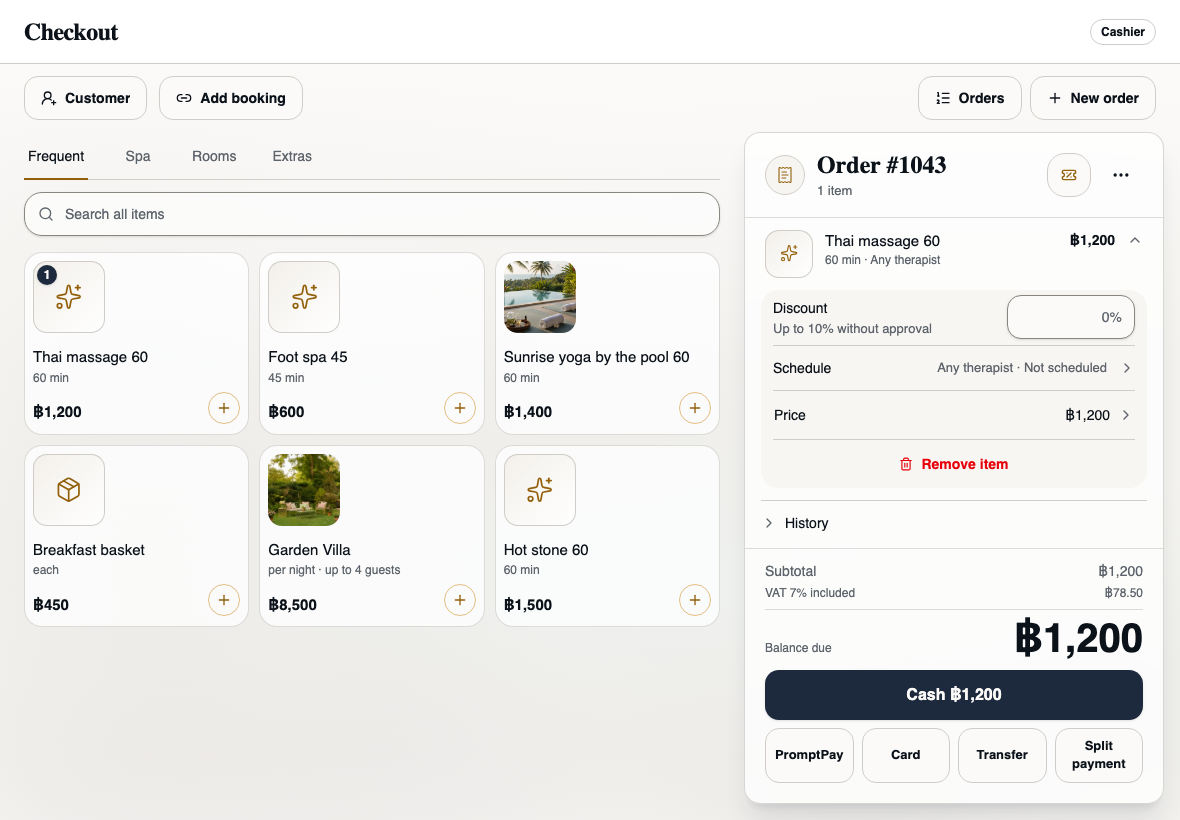 Checkout
Cashier
Customer
Add booking
Orders
New order
Frequent
Spa
Rooms
Extras
Search all items
1
Thai massage 60
60 min
฿1,200
Foot spa 45
45 min
฿600
Sunrise yoga by the pool 60
60 min
฿1,400
Breakfast basket
each
฿450
Garden Villa
per night · up to 4 guests
฿8,500
Hot stone 60
60 min
฿1,500
Order #1043
1 item
Thai massage 60
฿1,200
60 min · Any therapist
Discount
Up to 10% without approval
0%
Schedule
Any therapist · Not scheduled
Price
฿1,200
Remove item
History
Subtotal
฿1,200
VAT 7% included
฿78.50
Balance due
฿1,200
Cash ฿1,200
PromptPay
Card
Transfer
Split
payment